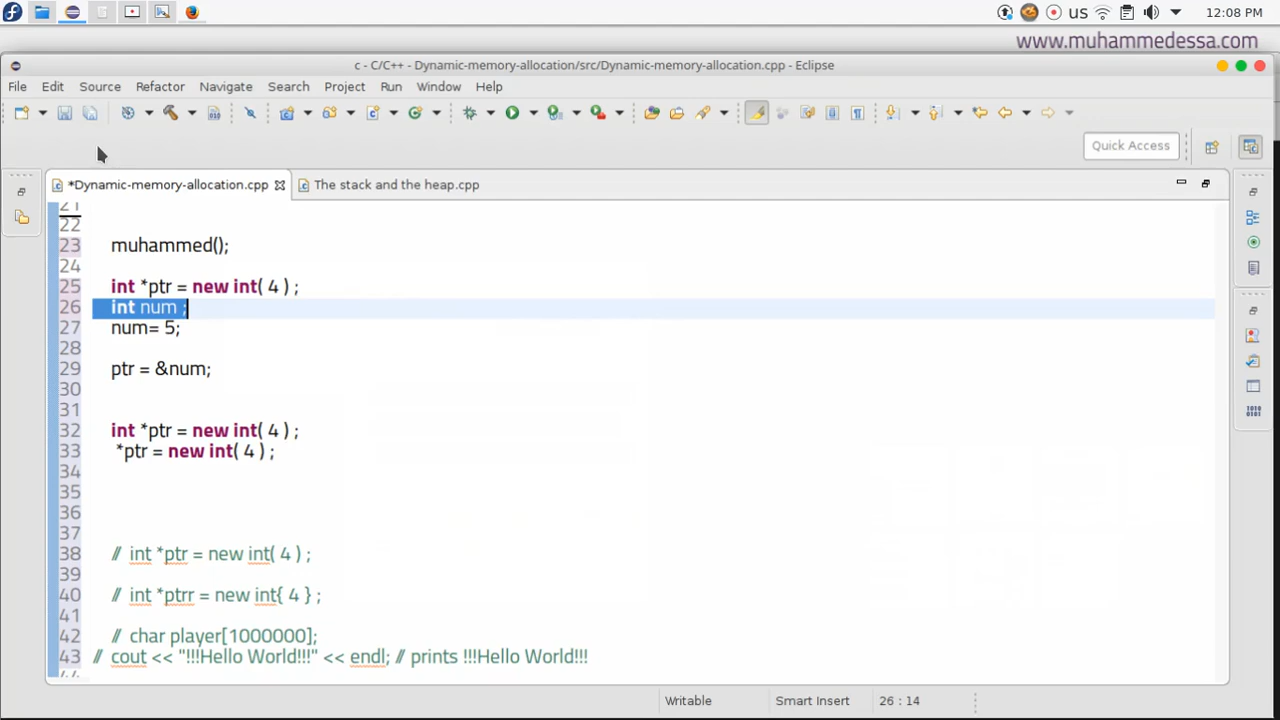 us 12:08 PM
www.muhammedessa.com
c - C/C++ - Dynamic-memory-allocation/src/Dynamic-memory-allocation.cpp - Eclipse
File Edit Source Refactor Navigate Search Project Run Window Help
Quick Access
*Dynamic-memory-allocation.cpp The stack and the heap.cpp
21
22
23 muhammed();
24
25 int *ptr = new int( 4 ) ;
26 int num ;
27 num= 5;
28
29 ptr = &num;
30
31
32 int *ptr = new int( 4 ) ;
33 *ptr = new int( 4 ) ;
34
35
36
37
38 // int *ptr = new int( 4 ) ;
39
40 // int *ptrr = new int{ 4 } ;
41
42 // char player[1000000];
43 // cout << "!!!Hello World!!!" << endl; // prints !!!Hello World!!!
Writable Smart Insert 26 : 14